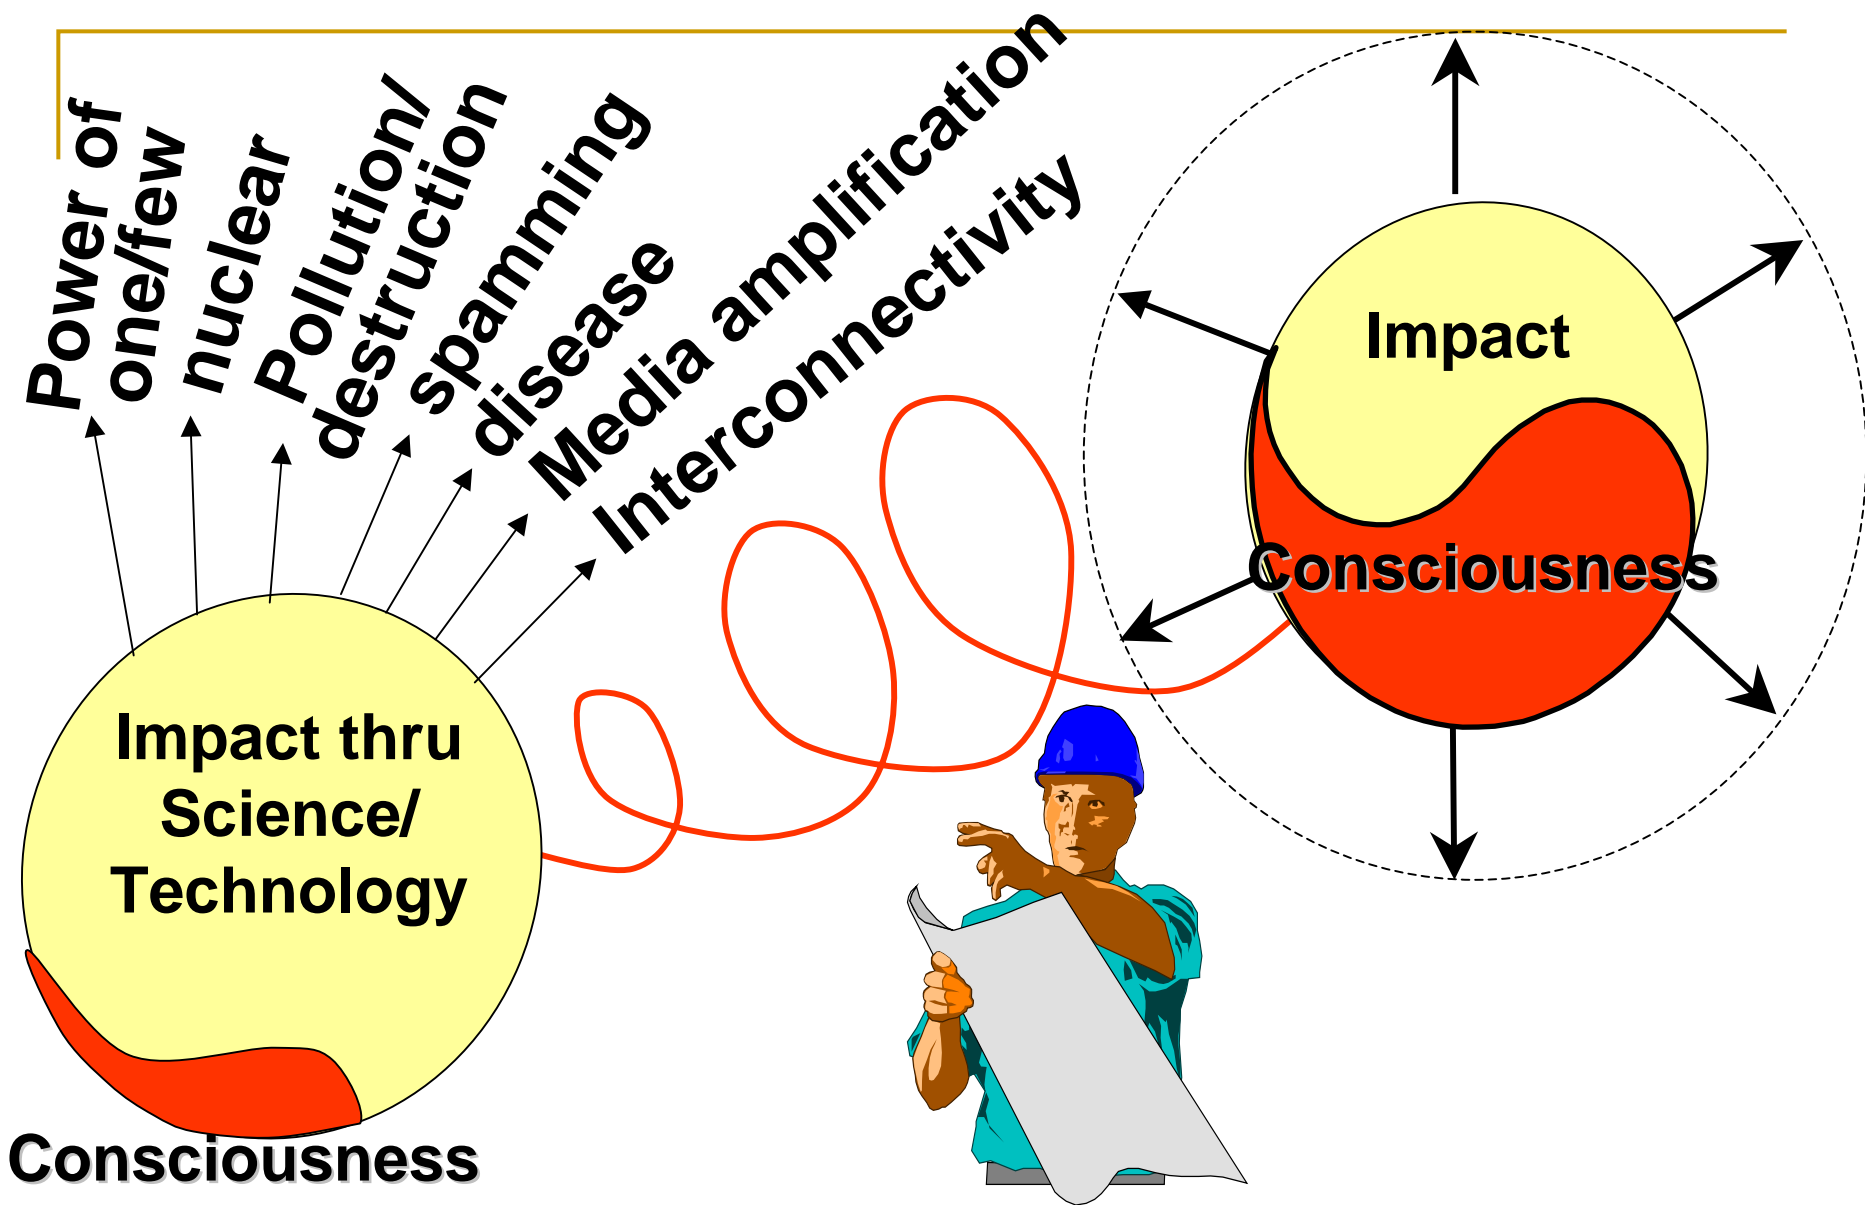 Power of
one/few
nuclear
Pollution/
destruction
spamming
disease
Media amplification
Interconnectivity
Impact
Consciousness
Impact thru
Science/
Technology
Consciousness